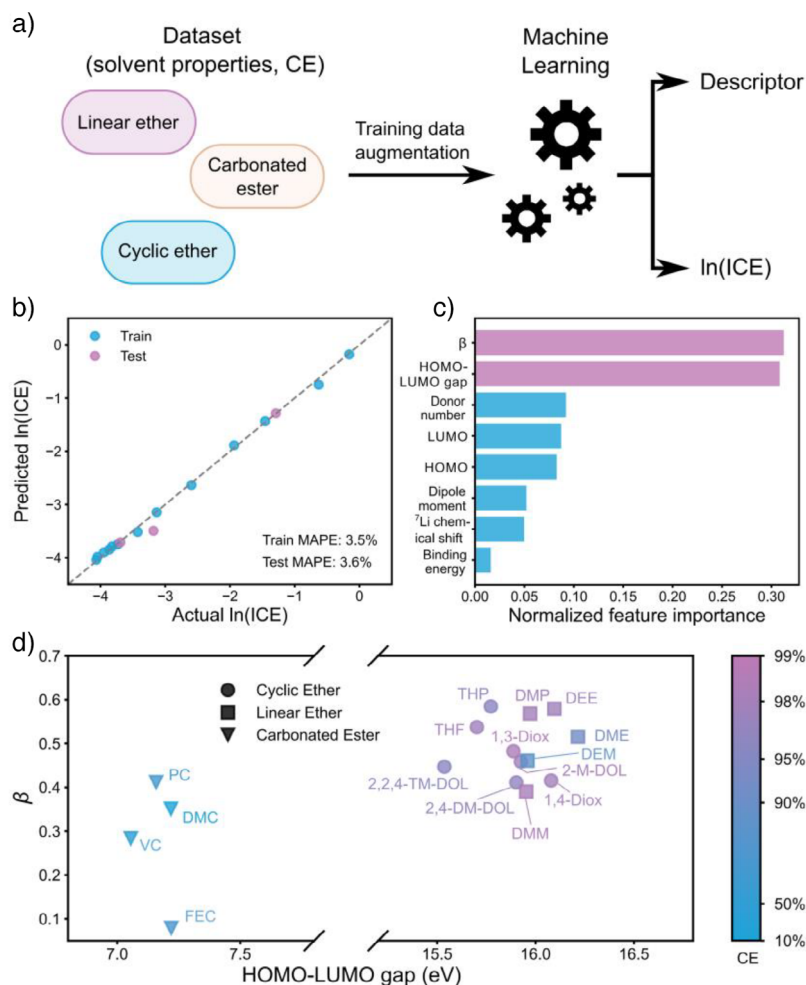 a)
Dataset
(solvent properties, CE)
Linear ether
Carbonated
ester
Cyclic ether
Training data
augmentation
Machine
Learning
Descriptor
ln(ICE)
b)
Predicted ln(ICE)
0
−1
−2
−3
−4
Train
Test
Train MAPE: 3.5%
Test MAPE: 3.6%
−4
−3
−2
−1
0
Actual ln(ICE)
c)
β
HOMO-
LUMO gap
Donor
number
LUMO
HOMO
Dipole
moment
⁷Li chem-
ical shift
Binding
energy
0.00
0.05
0.10
0.15
0.20
0.25
0.30
Normalized feature importance
d)
β
0.7
0.6
0.5
0.4
0.3
0.2
0.1
Cyclic Ether
Linear Ether
Carbonated Ester
PC
DMC
VC
FEC
THP
DMP
DEE
THF
1,3-Diox
DME
DEM
2-M-DOL
2,2,4-TM-DOL
2,4-DM-DOL
1,4-Diox
DMM
7.0
7.5
15.5
16.0
16.5
HOMO-LUMO gap (eV)
99%
98%
95%
90%
50%
10%
CE